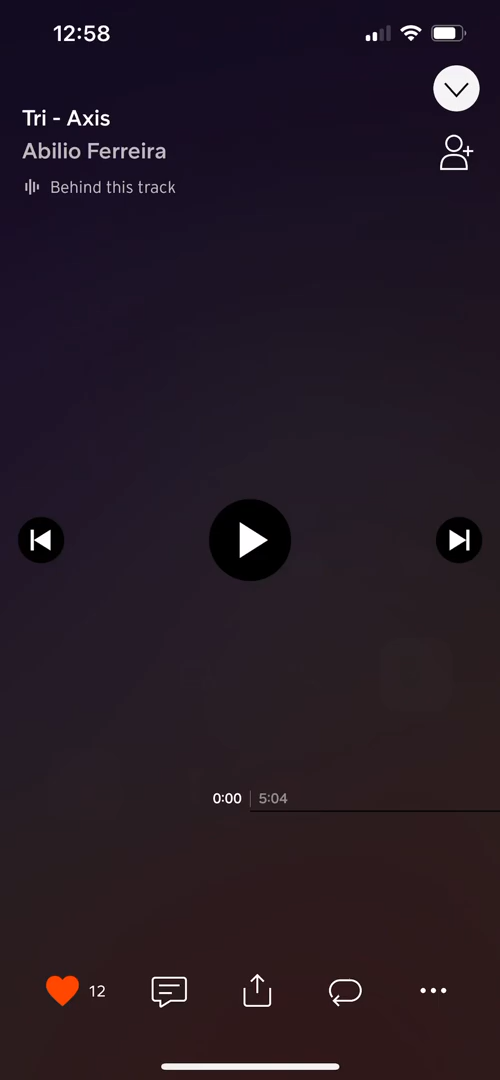 12:58
Tri - Axis
Abilio Ferreira
Behind this track
0:00 | 5:04
12